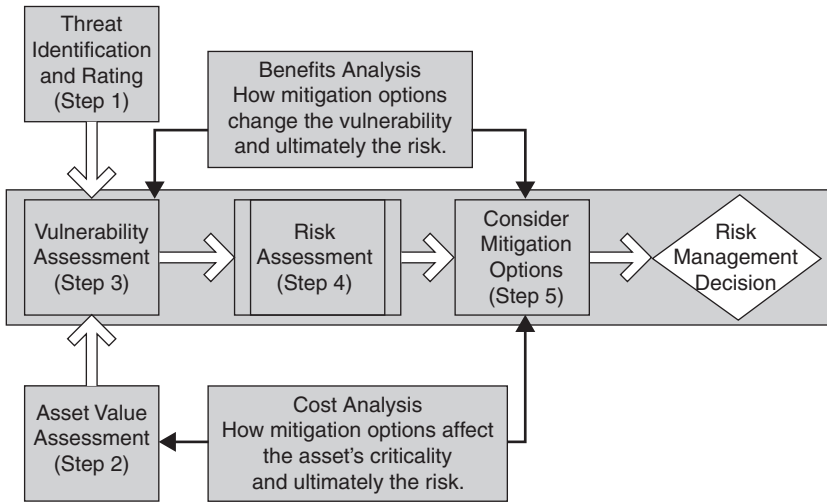 Threat
Identification
and Rating
(Step 1)
Benefits Analysis
How mitigation options
change the vulnerability
and ultimately the risk.
Vulnerability
Assessment
(Step 3)
Risk
Assessment
(Step 4)
Consider
Mitigation
Options
(Step 5)
Risk
Management
Decision
Asset Value
Assessment
(Step 2)
Cost Analysis
How mitigation options affect
the asset's criticality
and ultimately the risk.